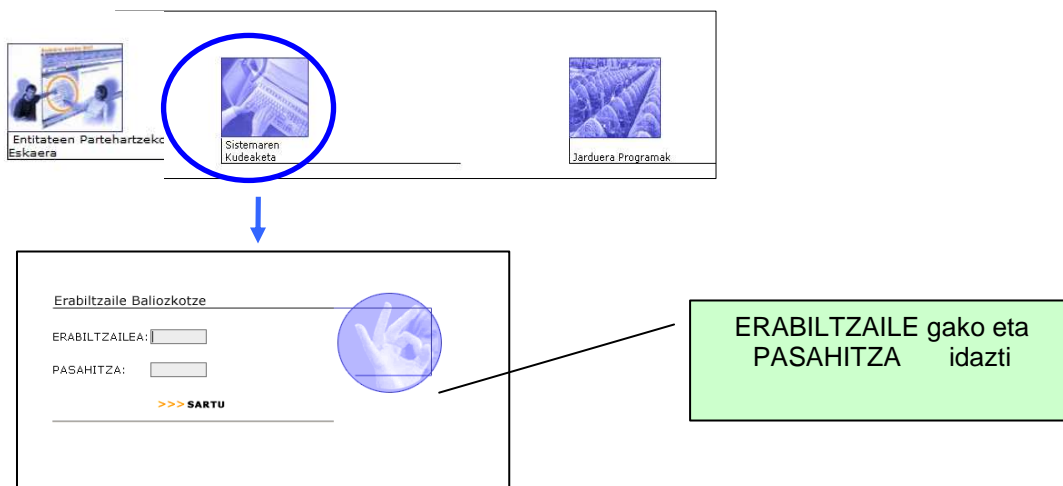 Entitateen Partehartzeko
Eskaera
Sistemaren
Kudeaketa
Jarduera Programak
Erabiltzaile Baliozkotze
ERABILTZAILEA:
PASAHITZA:
>>> SARTU
ERABILTZAILE gako eta
PASAHITZA idazti